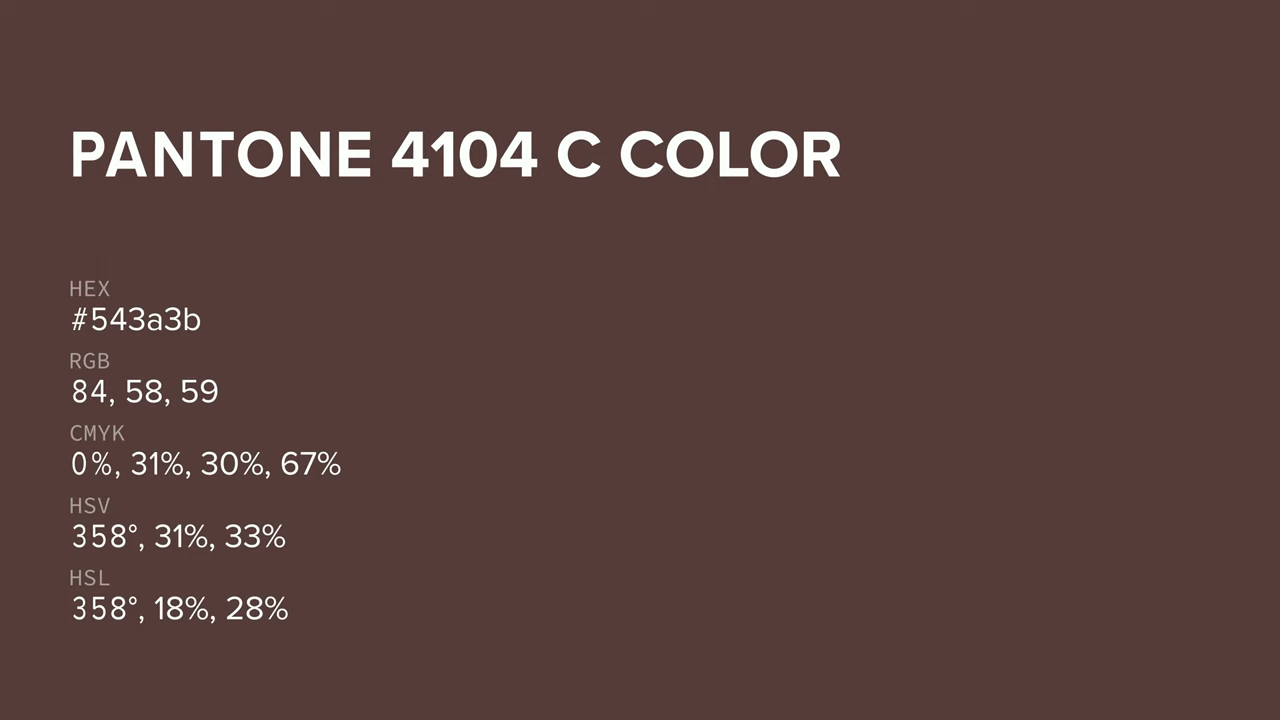 PANTONE 4104 C COLOR
HEX
#543a3b
RGB
84, 58, 59
CMYK
0%, 31%, 30%, 67%
HSV
358°, 31%, 33%
HSL
358°, 18%, 28%